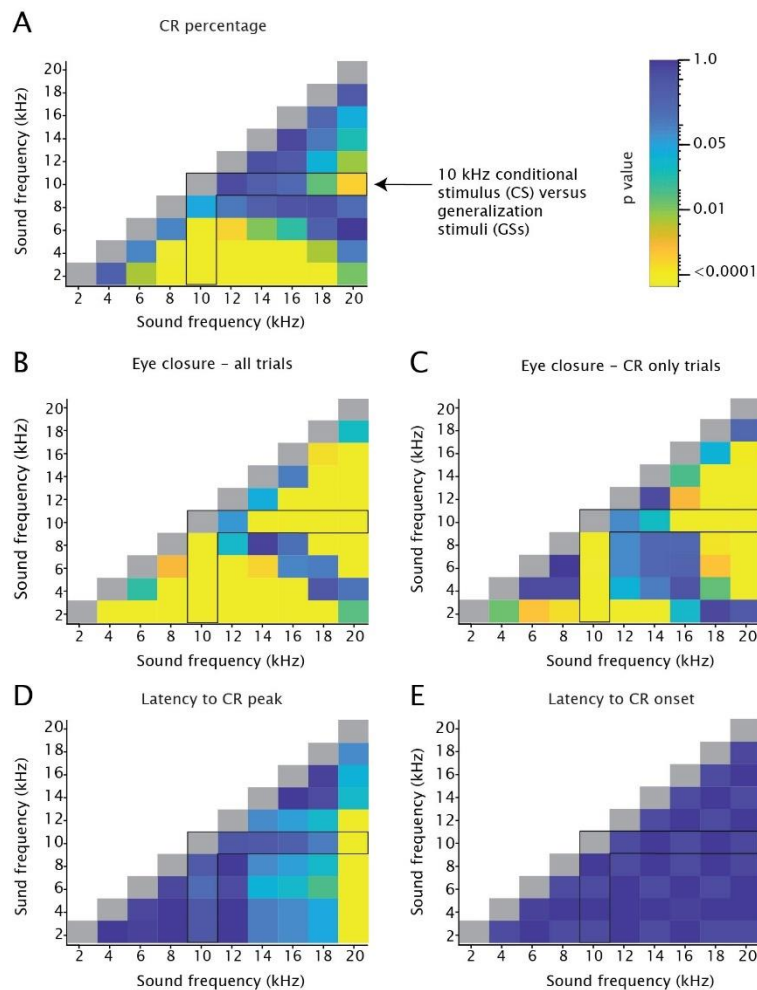 A
CR percentage
Sound frequency (kHz)
20
18
16
14
12
10
8
6
4
2
2 4 6 8 10 12 14 16 18 20
Sound frequency (kHz)
10 kHz conditional
stimulus (CS) versus
generalization
stimuli (GSs)
p value
1.0
0.05
0.01
<0.0001
B
Eye closure – all trials
Sound frequency (kHz)
20
18
16
14
12
10
8
6
4
2
2 4 6 8 10 12 14 16 18 20
Sound frequency (kHz)
C
Eye closure – CR only trials
Sound frequency (kHz)
20
18
16
14
12
10
8
6
4
2
2 4 6 8 10 12 14 16 18 20
Sound frequency (kHz)
D
Latency to CR peak
Sund frequency (kHz)
20
18
16
14
12
10
8
6
4
2
2 4 6 8 10 12 14 16 18 20
Sound frequency (kHz)
E
Latency to CR onset
Sound frequency (kHz)
20
18
16
14
12
10
8
6
4
2
2 4 6 8 10 12 14 16 18 20
Sound frequency (kHz)